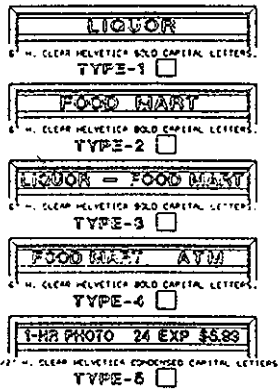 LIQUOR
6" H. CLEAR HELVETICA BOLD CAPITAL LETTERS.
TYPE-1
FOOD MART
6" H. CLEAR HELVETICA BOLD CAPITAL LETTERS.
TYPE-2
LIQUOR - FOOD MART
6" H. CLEAR HELVETICA BOLD CAPITAL LETTERS.
TYPE-3
FOOD MART ATM
6" H. CLEAR HELVETICA BOLD CAPITAL LETTERS.
TYPE-4
1-HR PHOTO 24 EXP $5.93
H. CLEAR HELVETICA CONDENSED CAPITAL LETTERS
TYPE-5